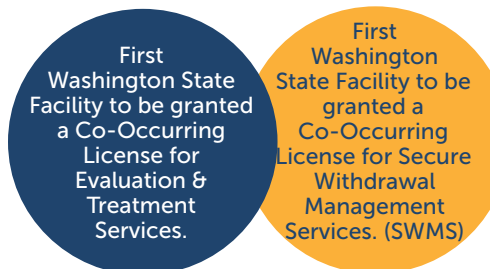 First
Washington State
Facility to be granted
a Co-Occurring
License for
Evaluation &
Treatment
Services.
First
Washington
State Facility to be
granted a
Co-Occurring
License for Secure
Withdrawal
Management
Services. (SWMS)